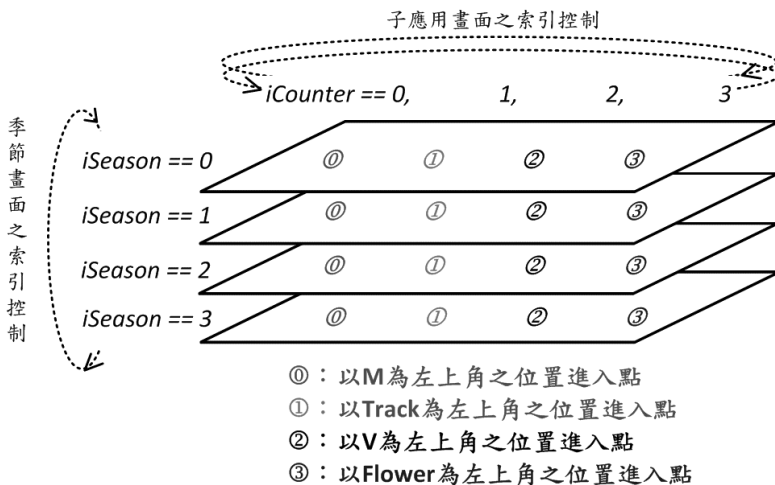 子應用畫面之索引控制
iCounter == 0, 1, 2, 3
季節畫面之索引控制
iSeason == 0 ⓪ ① ② ③
iSeason == 1 ⓪ ① ② ③
iSeason == 2 ⓪ ① ② ③
iSeason == 3 ⓪ ① ② ③
⓪：以M為左上角之位置進入點
①：以Track為左上角之位置進入點
②：以V為左上角之位置進入點
③：以Flower為左上角之位置進入點